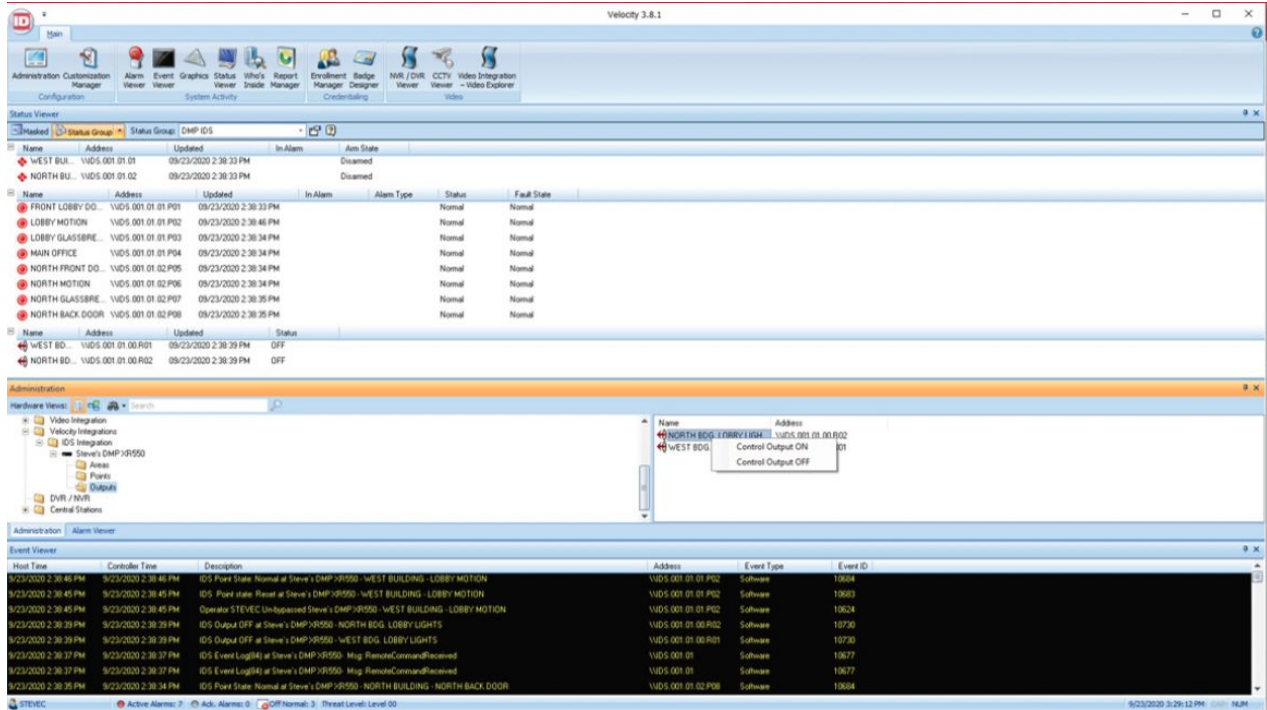 ID Velocity 3.8.1
Main
Administration Customization Manager Alarm Viewer Event Viewer Graphics Status Viewer Who's Inside Report Manager Enrollment Manager Badge Designer NVR / DVR Viewer CCTV Viewer Video Integration - Video Explorer
Configuration System Activity Credentialing Video
Status Viewer
Masked Status Group Status Group: DMP IDS
Name Address Updated In Alarm Arm State
WEST BUI... \\IDS.001.01.01 09/23/2020 2:38:33 PM Disarmed
NORTH BU... \\IDS.001.01.02 09/23/2020 2:38:33 PM Disarmed
Name Address Updated In Alarm Alarm Type Status Fault State
FRONT LOBBY DO... \\IDS.001.01.01.P01 09/23/2020 2:38:33 PM Normal Normal
LOBBY MOTION \\IDS.001.01.01.P02 09/23/2020 2:38:46 PM Normal Normal
LOBBY GLASSBRE... \\IDS.001.01.01.P03 09/23/2020 2:38:34 PM Normal Normal
MAIN OFFICE \\IDS.001.01.01.P04 09/23/2020 2:38:34 PM Normal Normal
NORTH FRONT DO... \\IDS.001.01.02.P05 09/23/2020 2:38:34 PM Normal Normal
NORTH MOTION \\IDS.001.01.02.P06 09/23/2020 2:38:34 PM Normal Normal
NORTH GLASSBRE... \\IDS.001.01.02.P07 09/23/2020 2:38:35 PM Normal Normal
NORTH BACK DOOR \\IDS.001.01.02.P08 09/23/2020 2:38:35 PM Normal Normal
Name Address Updated Status
WEST BD... \\IDS.001.01.00.R01 09/23/2020 2:38:39 PM OFF
NORTH BD... \\IDS.001.01.00.R02 09/23/2020 2:38:39 PM OFF
Administration
Hardware Views: Search
Video Integration
Velocity Integrations
IDS Integration
Steve's DMP XR550
Areas
Points
Outputs
DVR / NVR
Central Stations
Name Address
NORTH BDG. LOBBY LIGH... \\IDS.001.01.00.R02
WEST BDG.
Control Output ON
Control Output OFF
Administration Alarm Viewer
Event Viewer
Host Time Controller Time Description Address Event Type Event ID
9/23/2020 2:38:46 PM 9/23/2020 2:38:46 PM IDS Point State: Normal at Steve's DMP XR550 - WEST BUILDING - LOBBY MOTION \\IDS.001.01.01.P02 Software 10684
9/23/2020 2:38:45 PM 9/23/2020 2:38:45 PM IDS Point state: Reset at Steve's DMP XR550 - WEST BUILDING - LOBBY MOTION \\IDS.001.01.01.P02 Software 10683
9/23/2020 2:38:45 PM 9/23/2020 2:38:45 PM Operator STEVEC Un-bypassed Steve's DMP XR550 - WEST BUILDING - LOBBY MOTION \\IDS.001.01.01.P02 Software 10624
9/23/2020 2:38:39 PM 9/23/2020 2:38:39 PM IDS Output OFF at Steve's DMP XR550 - NORTH BDG. LOBBY LIGHTS \\IDS.001.01.00.R02 Software 10730
9/23/2020 2:38:39 PM 9/23/2020 2:38:39 PM IDS Output OFF at Steve's DMP XR550 - WEST BDG. LOBBY LIGHTS \\IDS.001.01.00.R01 Software 10730
9/23/2020 2:38:37 PM 9/23/2020 2:38:37 PM IDS Event Log(84) at Steve's DMP XR550- Msg: RemoteCommandReceived \\IDS.001.01 Software 10677
9/23/2020 2:38:37 PM 9/23/2020 2:38:37 PM IDS Event Log(84) at Steve's DMP XR550- Msg: RemoteCommandReceived \\IDS.001.01 Software 10677
9/23/2020 2:38:35 PM 9/23/2020 2:38:34 PM IDS Point State: Normal at Steve's DMP XR550 - NORTH BUILDING - NORTH BACK DOOR \\IDS.001.01.02.P08 Software 10684
STEVEC Active Alarms: 7 Ack. Alarms: 0 Off Normal: 3 Threat Level: Level 00 9/23/2020 3:29:12 PM CAP NUM